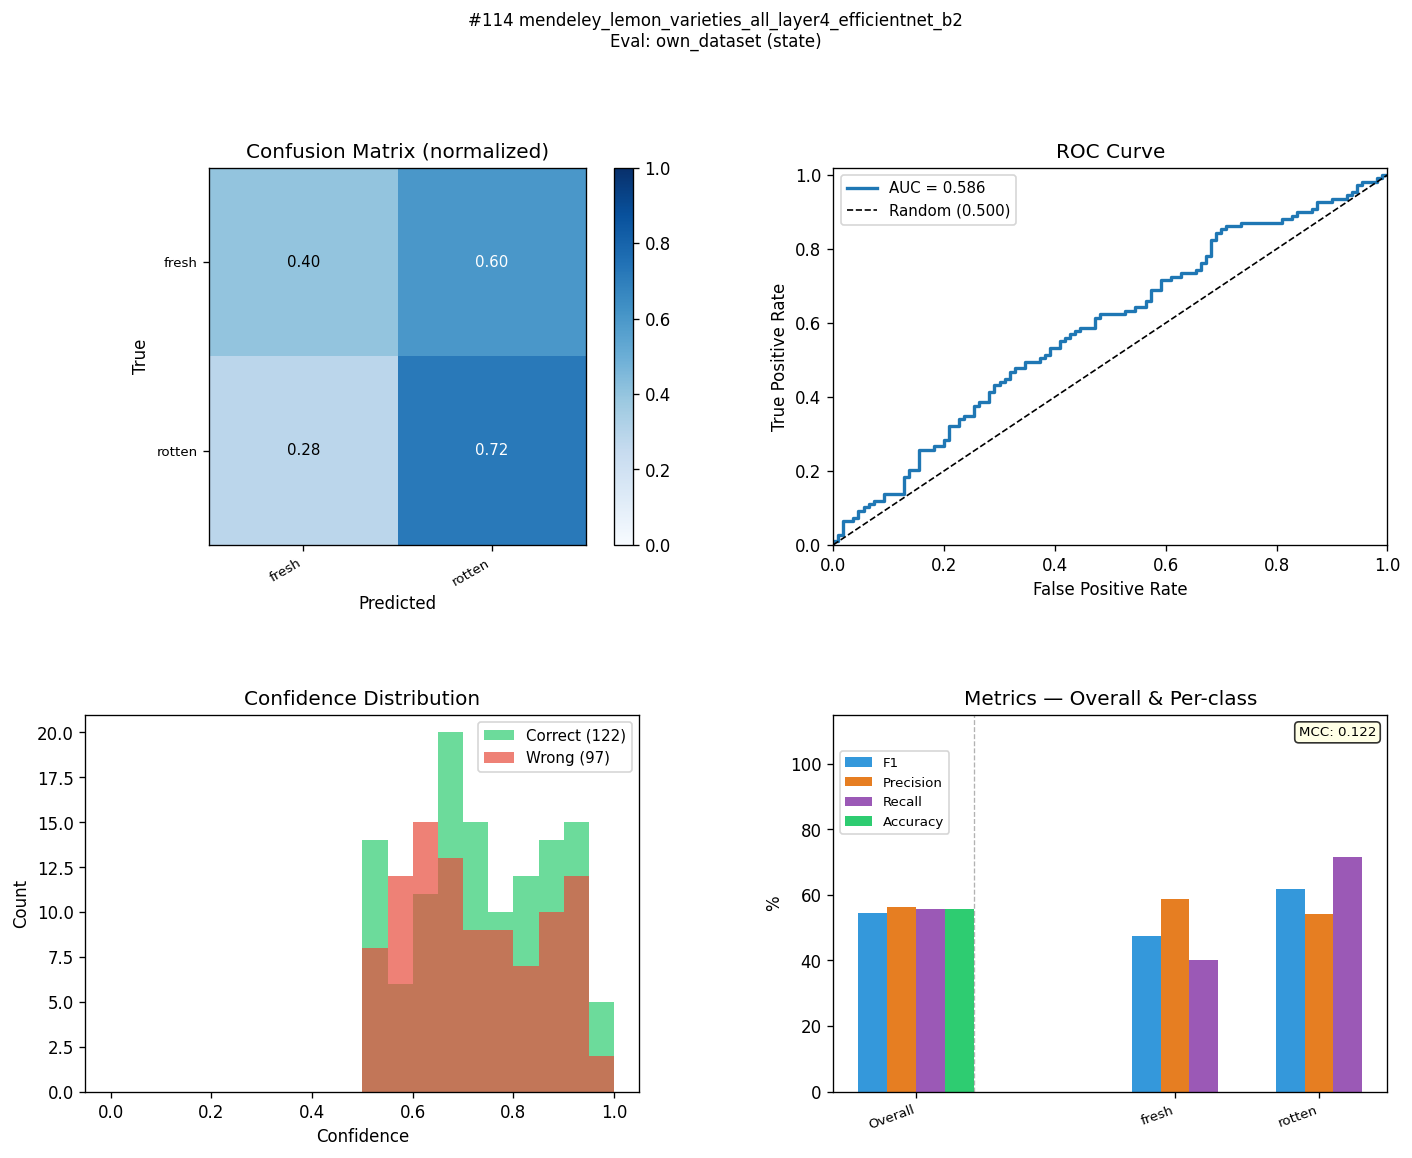 #114 mendeley_lemon_varieties_all_layer4_efficientnet_b2
Eval: own_dataset (state)
Confusion Matrix (normalized)
True
fresh
rotten
0.40
0.60
0.28
0.72
fresh
rotten
Predicted
1.0
0.8
0.6
0.4
0.2
0.0
ROC Curve
AUC = 0.586
Random (0.500)
True Positive Rate
1.0
0.8
0.6
0.4
0.2
0.0
0.0 0.2 0.4 0.6 0.8 1.0
False Positive Rate
Confidence Distribution
Correct (122)
Wrong (97)
Count
20.0
17.5
15.0
12.5
10.0
7.5
5.0
2.5
0.0
0.0 0.2 0.4 0.6 0.8 1.0
Confidence
Metrics — Overall & Per-class
MCC: 0.122
F1
Precision
Recall
Accuracy
%
100
80
60
40
20
0
Overall
fresh
rotten